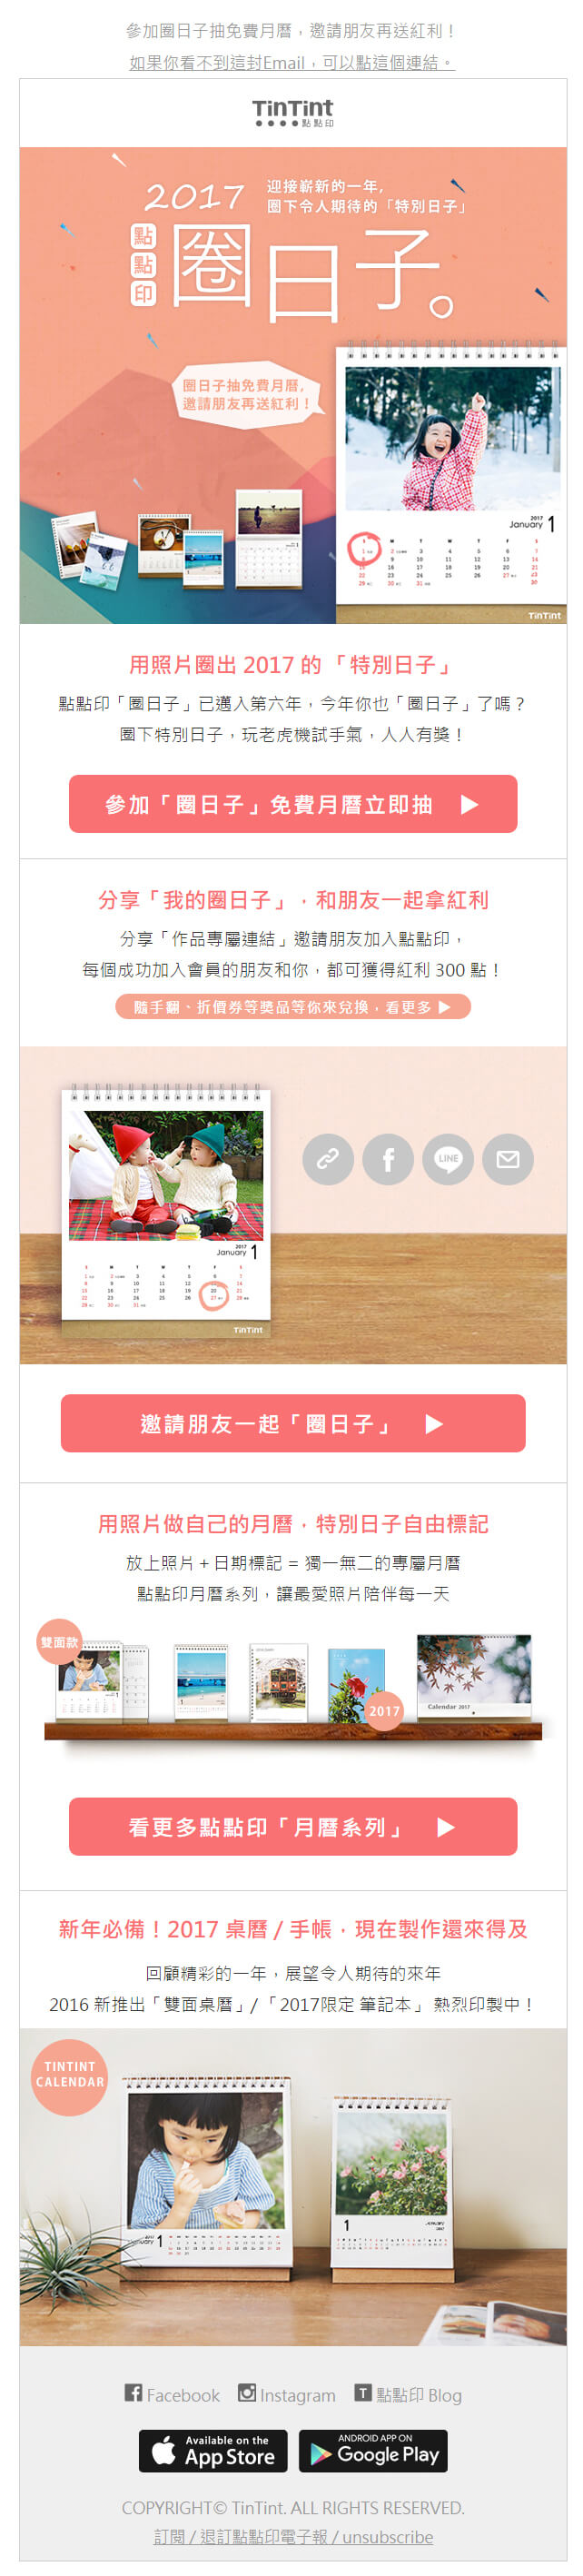 參加圈日子抽免費月曆，邀請朋友再送紅利！
如果你看不到這封Email，可以點這個連結。
TinTint
點點印
2017
迎接嶄新的一年,
圈下令人期待的「特別日子」
點點印
圈日子。
圈日子抽免費月曆,
邀請朋友再送紅利！
2017
January 1
TinTint
用照片圈出 2017 的 「特別日子」
點點印「圈日子」已邁入第六年，今年你也「圈日子」了嗎？
圈下特別日子，玩老虎機試手氣，人人有獎！
參加「圈日子」免費月曆立即抽 ▶
分享「我的圈日子」，和朋友一起拿紅利
分享「作品專屬連結」邀請朋友加入點點印，
每個成功加入會員的朋友和你，都可獲得紅利 300 點！
隨手翻、折價券等獎品等你來兌換，看更多 ▶
LINE
2017
January 1
TinTint
邀請朋友一起「圈日子」 ▶
用照片做自己的月曆，特別日子自由標記
放上照片＋日期標記 = 獨一無二的專屬月曆
點點印月曆系列，讓最愛照片陪伴每一天
雙面款
2017
Calendar 2017
看更多點點印「月曆系列」 ▶
新年必備！2017 桌曆 / 手帳，現在製作還來得及
回顧精彩的一年，展望令人期待的來年
2016 新推出「雙面桌曆」/ 「2017限定 筆記本」 熱烈印製中！
TINTINT
CALENDAR
1
1
Facebook Instagram 點點印 Blog
Available on the
App Store
ANDROID APP ON
Google Play
COPYRIGHT© TinTint. ALL RIGHTS RESERVED.
訂閱 / 退訂點點印電子報 / unsubscribe